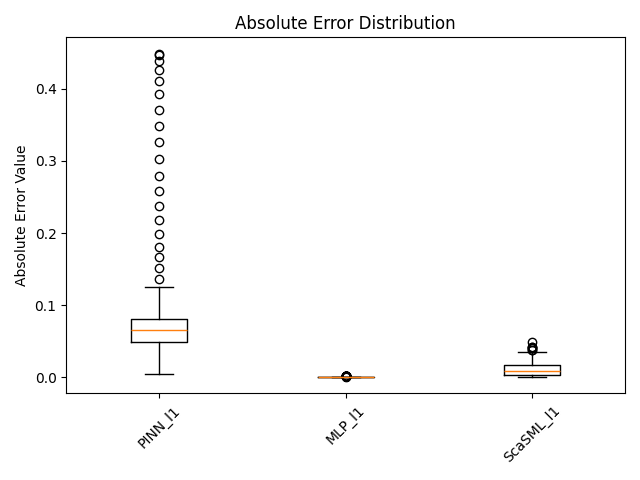 Absolute Error Distribution
Absolute Error Value
0.4
0.3
0.2
0.1
0.0
PINN_l1
MLP_l1
ScaSML_l1